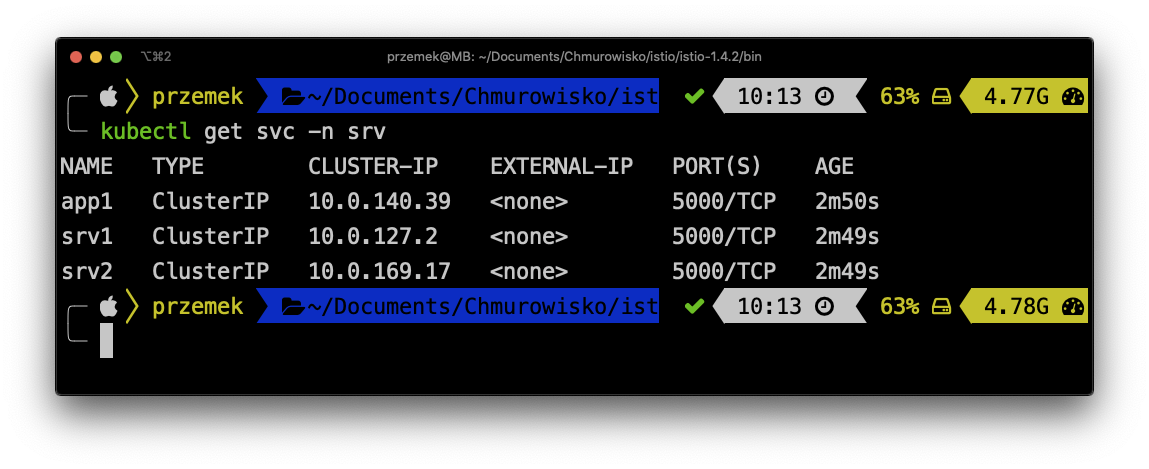 ⌥⌘2 przemek@MB: ~/Documents/Chmurowisko/istio/istio-1.4.2/bin
przemek ~/Documents/Chmurowisko/ist ✔ 10:13 63% 4.77G
kubectl get svc -n srv
NAME TYPE CLUSTER-IP EXTERNAL-IP PORT(S) AGE
app1 ClusterIP 10.0.140.39 <none> 5000/TCP 2m50s
srv1 ClusterIP 10.0.127.2 <none> 5000/TCP 2m49s
srv2 ClusterIP 10.0.169.17 <none> 5000/TCP 2m49s
przemek ~/Documents/Chmurowisko/ist ✔ 10:13 63% 4.78G